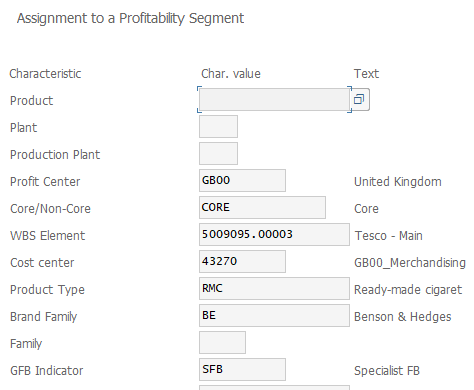 Assignment to a Profitability Segment
Characteristic Char. value Text
Product
Plant
Production Plant
Profit Center GB00 United Kingdom
Core/Non-Core CORE Core
WBS Element 5009095.00003 Tesco - Main
Cost center 43270 GB00_Merchandising
Product Type RMC Ready-made cigaret
Brand Family BE Benson & Hedges
Family
GFB Indicator SFB Specialist FB